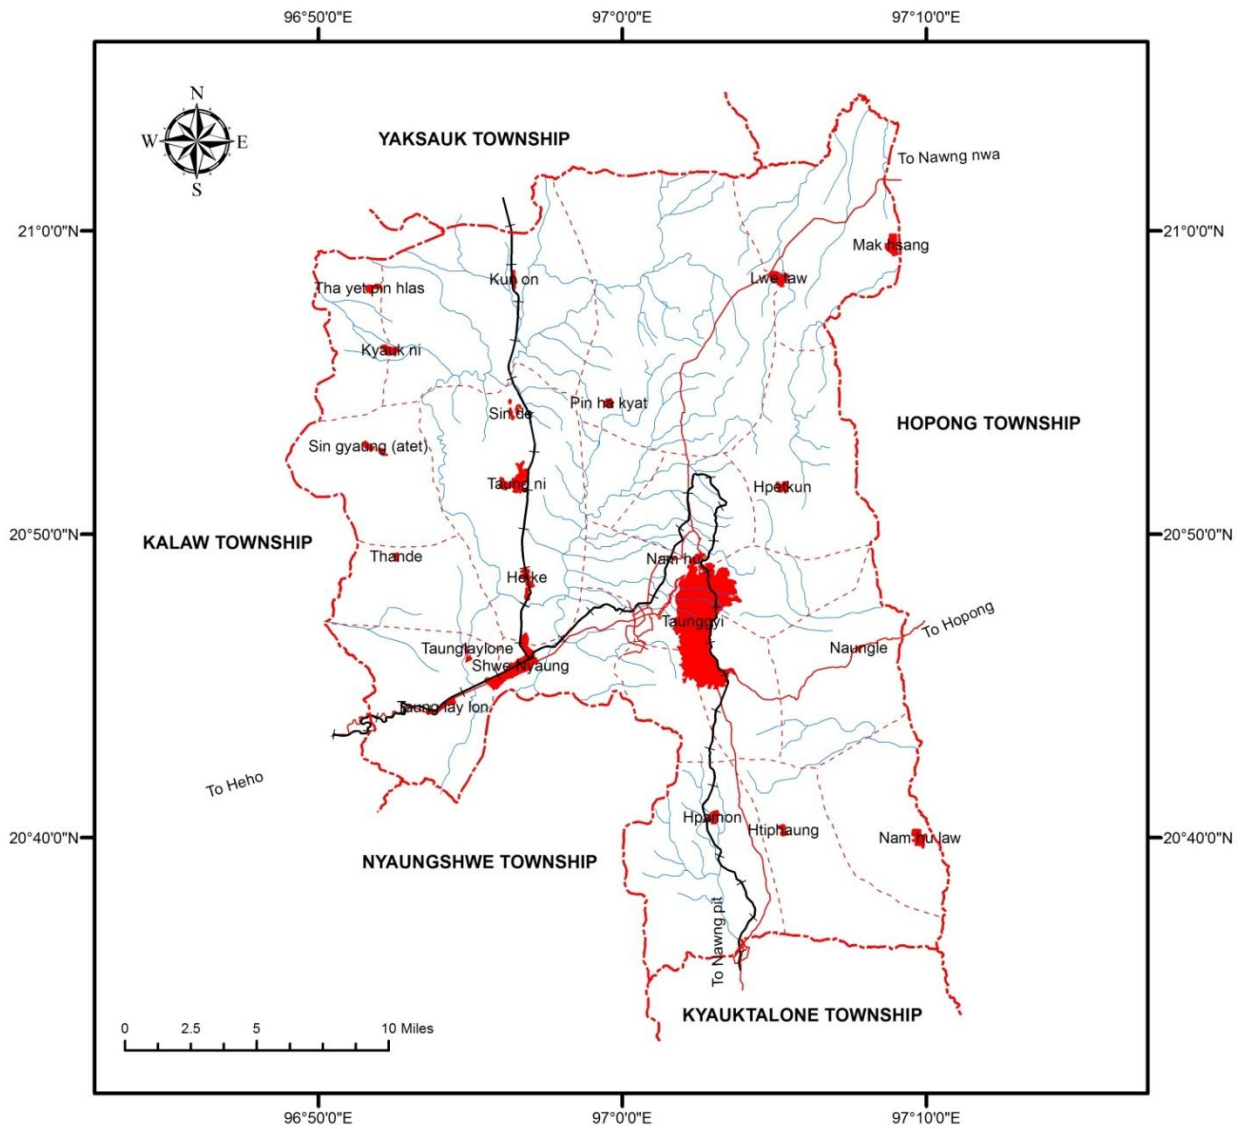 96°50'0"E 97°0'0"E 97°10'0"E
N
W E
S
YAKSAUK TOWNSHIP
To Nawng nwa
21°0'0"N 21°0'0"N
Mak hsang
Kun on
Lwe taw
Tha yet pin hlas
Kyauk ni
Pin ha kyat
Sin de
HOPONG TOWNSHIP
Sin gyaung (atet)
Taung ni
Hpetkun
20°50'0"N 20°50'0"N
KALAW TOWNSHIP
Thande
Nam hu
He ke
To Hopong
Taunggyi
Taunglaylone
Naungle
Shwe Nyaung
Taung lay lon
To Heho
Hpamon
Htiphaung
20°40'0"N 20°40'0"N
Nam hu law
NYAUNGSHWE TOWNSHIP
To Nawng pit
KYAUKTALONE TOWNSHIP
0 2.5 5 10 Miles
96°50'0"E 97°0'0"E 97°10'0"E